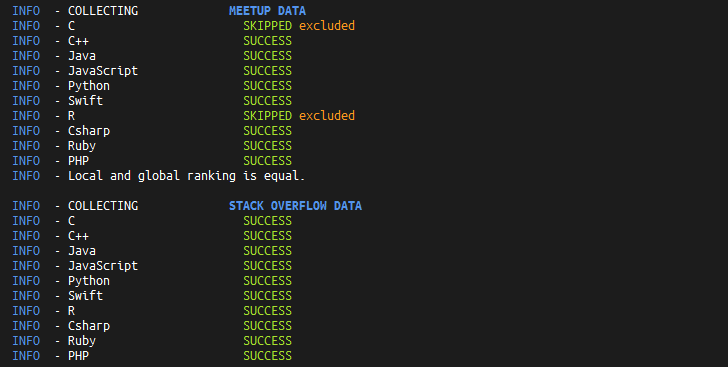 INFO - COLLECTING MEETUP DATA
INFO - C SKIPPED excluded
INFO - C++ SUCCESS
INFO - Java SUCCESS
INFO - JavaScript SUCCESS
INFO - Python SUCCESS
INFO - Swift SUCCESS
INFO - R SKIPPED excluded
INFO - Csharp SUCCESS
INFO - Ruby SUCCESS
INFO - PHP SUCCESS
INFO - Local and global ranking is equal.
INFO - COLLECTING STACK OVERFLOW DATA
INFO - C SUCCESS
INFO - C++ SUCCESS
INFO - Java SUCCESS
INFO - JavaScript SUCCESS
INFO - Python SUCCESS
INFO - Swift SUCCESS
INFO - R SUCCESS
INFO - Csharp SUCCESS
INFO - Ruby SUCCESS
INFO - PHP SUCCESS